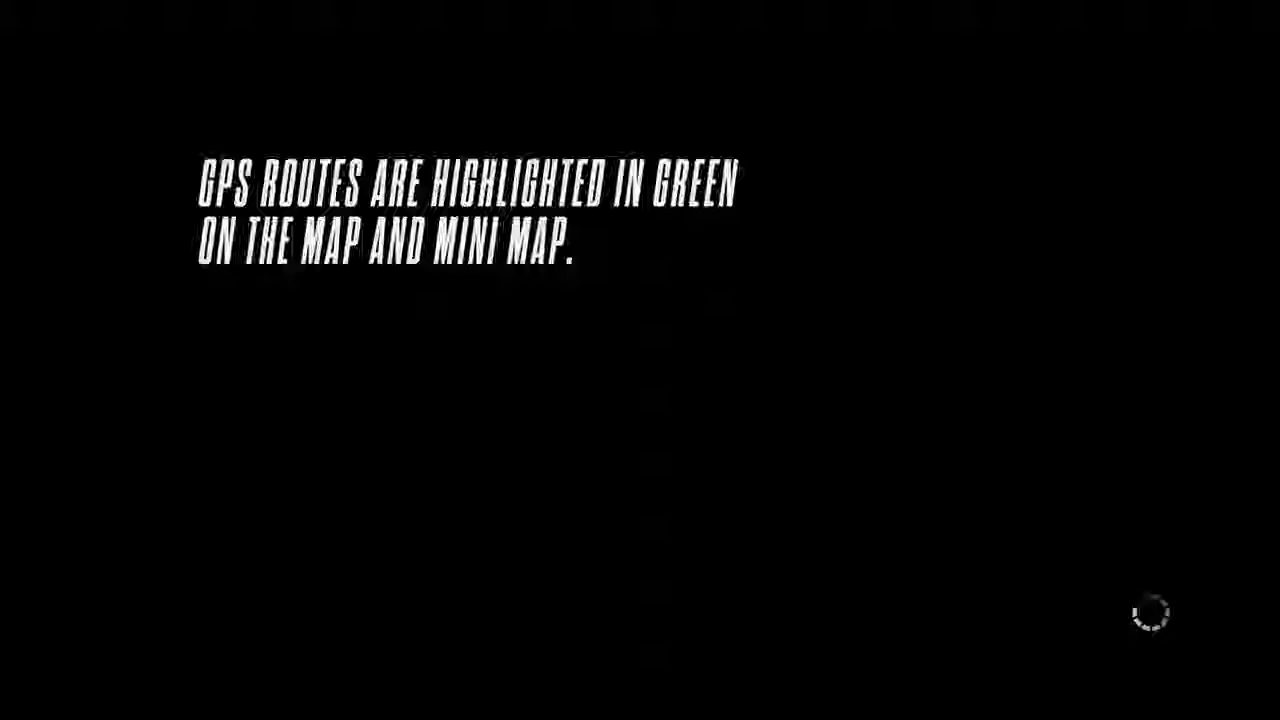 GPS ROUTES ARE HIGHLIGHTED IN GREEN
ON THE MAP AND MINI MAP.